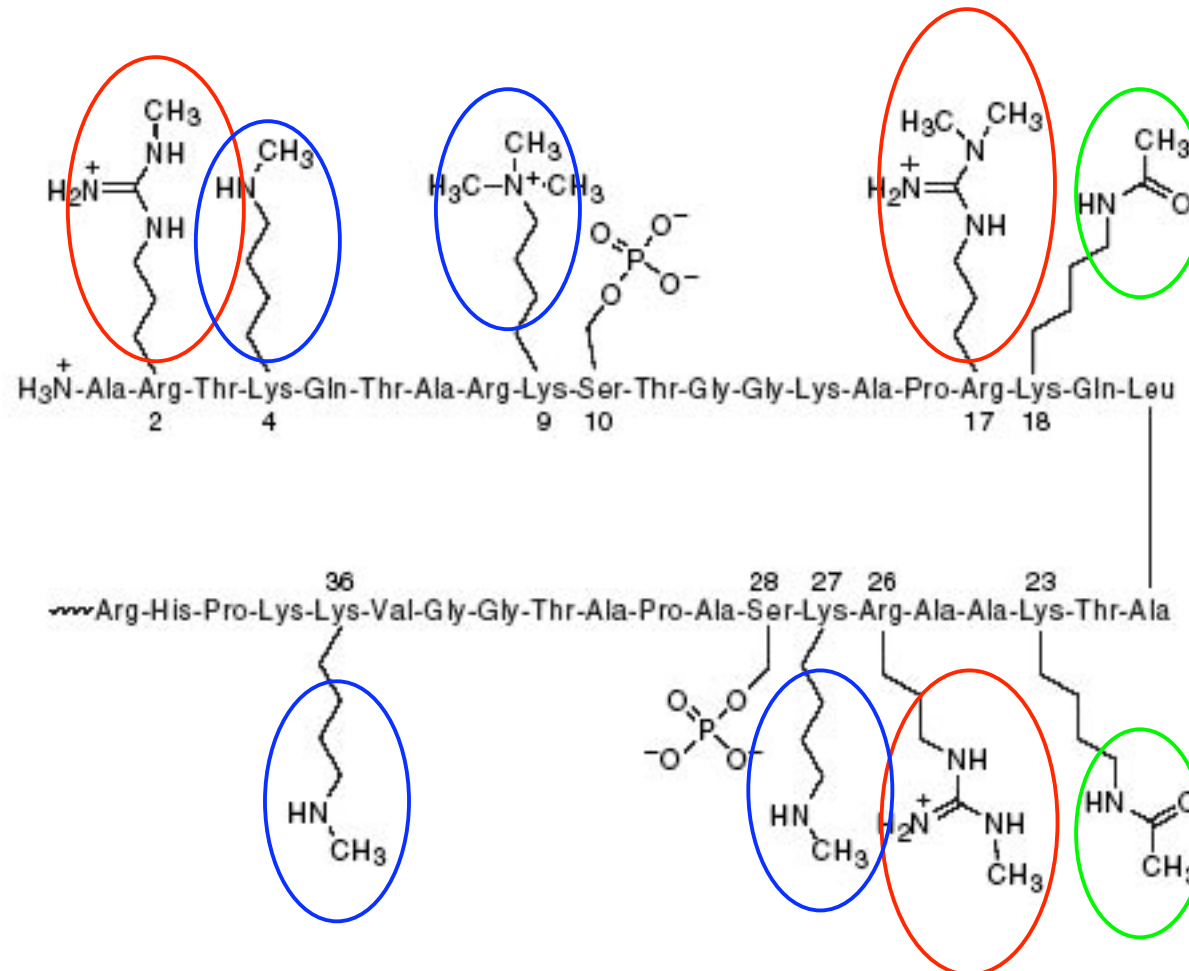 CH3
NH
H2N+
NH
CH3
HN
CH3
H3C-N+-CH3
O
O−
P
O−
O
H3C
CH3
N
H2N+
NH
CH3
HN
O
H3N+-Ala-Arg-Thr-Lys-Gln-Thr-Ala-Arg-Lys-Ser-Thr-Gly-Gly-Lys-Ala-Pro-Arg-Lys-Gln-Leu
2 4 9 10 17 18
36 28 27 26 23
Arg-His-Pro-Lys-Lys-Val-Gly-Gly-Thr-Ala-Pro-Ala-Ser-Lys-Arg-Ala-Ala-Lys-Thr-Ala
O
O
P
−O
O−
HN
CH3
HN
CH3
NH
H2N+
NH
CH3
HN
O
CH3